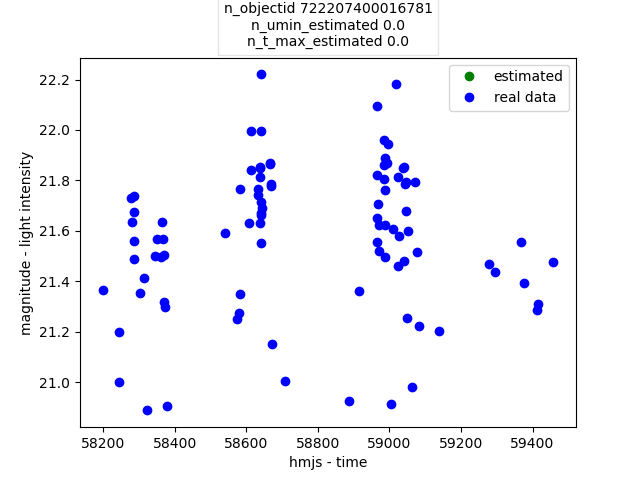 n_objectid 722207400016781
n_umin_estimated 0.0
n_t_max_estimated 0.0
estimated
real data
22.2
22.0
21.8
21.6
21.4
21.2
21.0
magnitude - light intensity
58200 58400 58600 58800 59000 59200 59400
hmjs - time